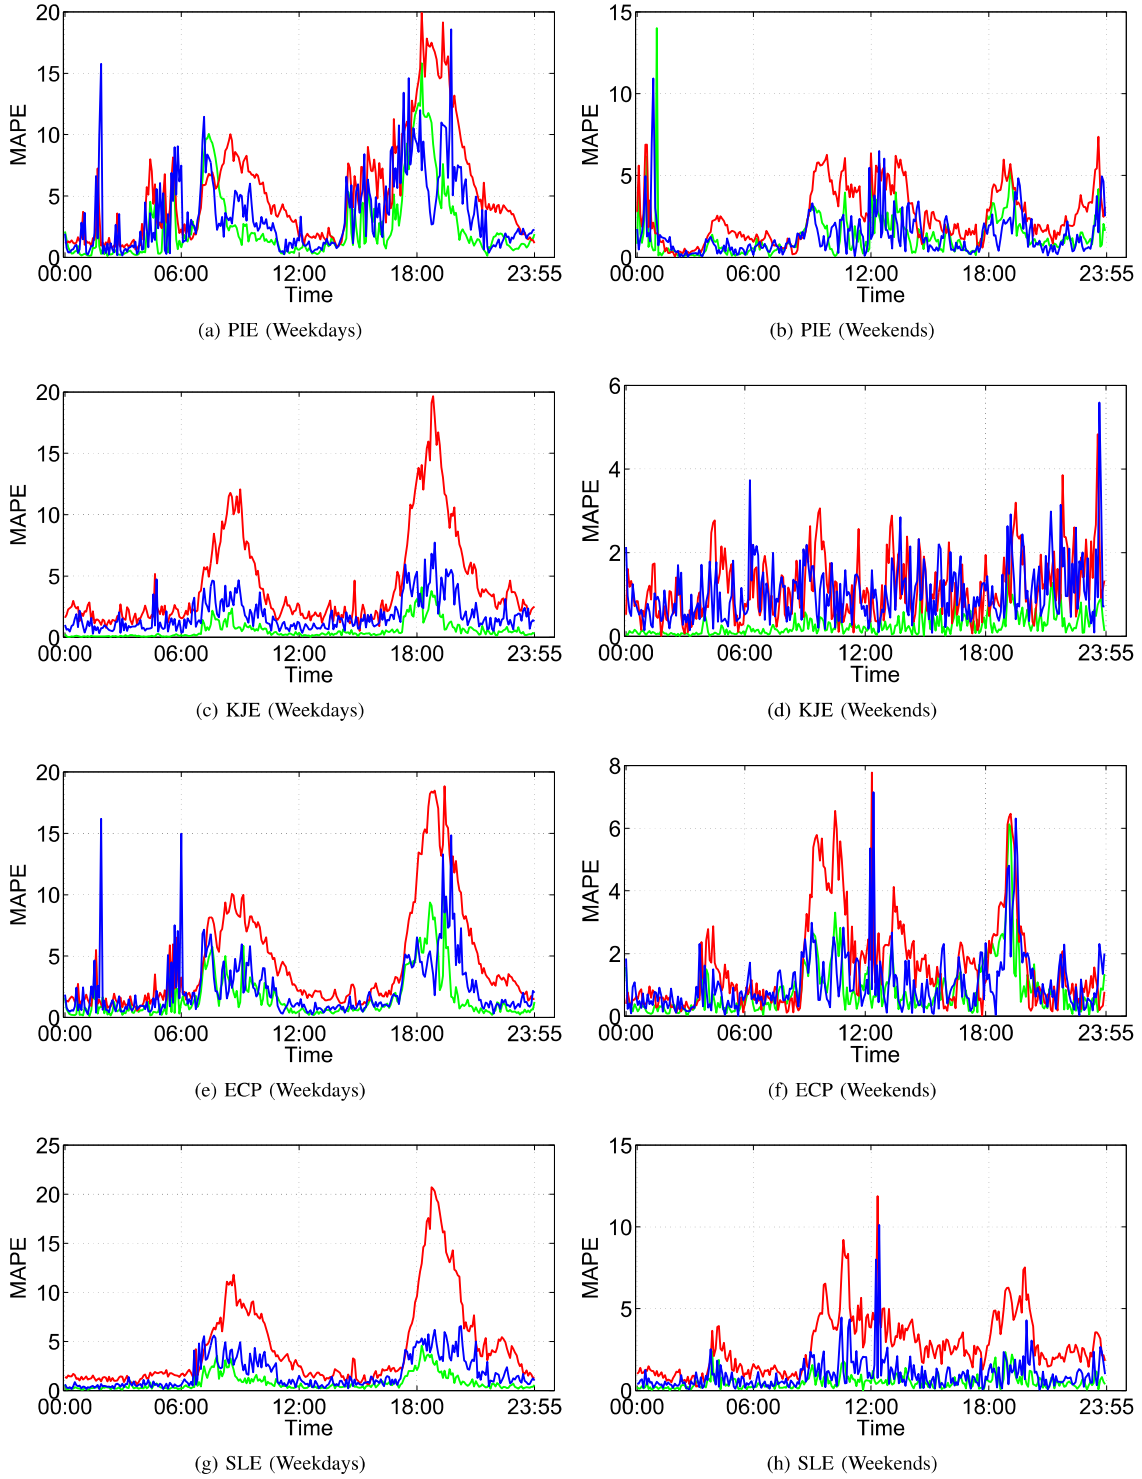 20
15
10
5
0
MAPE
00:00 06:00 12:00 18:00 23:55
Time
(a) PIE (Weekdays)
15
10
5
0
MAPE
00:00 06:00 12:00 18:00 23:55
Time
(b) PIE (Weekends)
20
15
10
5
0
MAPE
00:00 06:00 12:00 18:00 23:55
Time
(c) KJE (Weekdays)
6
4
2
0
MAPE
00:00 06:00 12:00 18:00 23:55
Time
(d) KJE (Weekends)
20
15
10
5
0
MAPE
00:00 06:00 12:00 18:00 23:55
Time
(e) ECP (Weekdays)
8
6
4
2
0
MAPE
00:00 06:00 12:00 18:00 23:55
Time
(f) ECP (Weekends)
25
20
15
10
5
0
MAPE
00:00 06:00 12:00 18:00 23:55
Time
(g) SLE (Weekdays)
15
10
5
0
MAPE
00:00 06:00 12:00 18:00 23:55
Time
(h) SLE (Weekends)